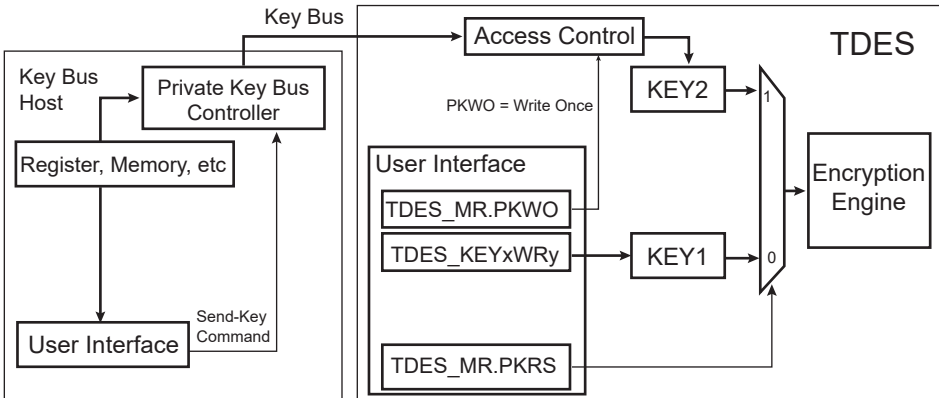 Key Bus
Key Bus
Host
Private Key Bus
Controller
Register, Memory, etc
Send-Key
Command
User Interface
TDES
Access Control
PKWO = Write Once
KEY2
1
User Interface
TDES_MR.PKWO
TDES_KEYxWRy
KEY1
0
Encryption
Engine
TDES_MR.PKRS